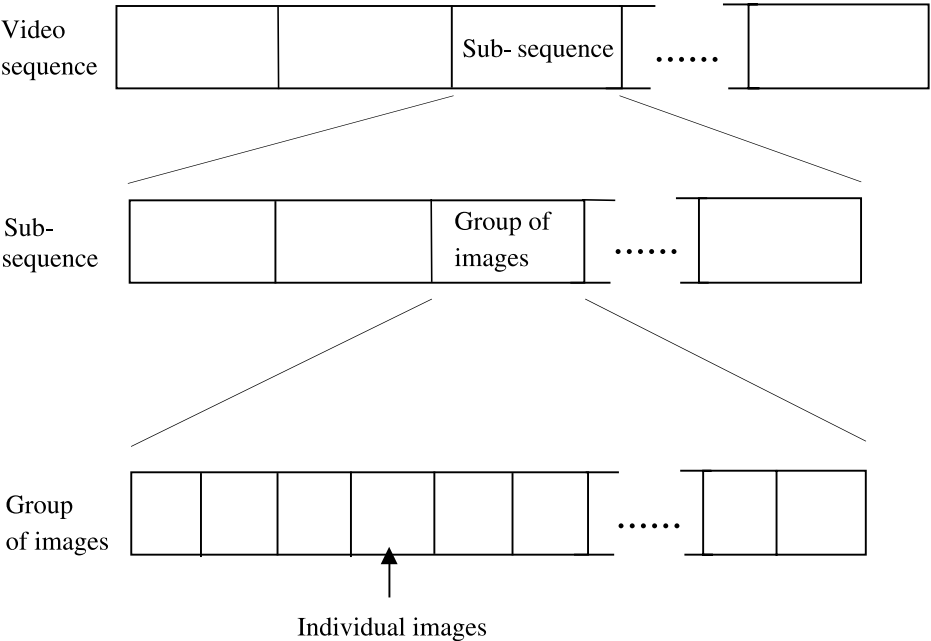 Video
sequence
Sub- sequence
......
Sub-
sequence
Group of
images
......
Group
of images
......
Individual images